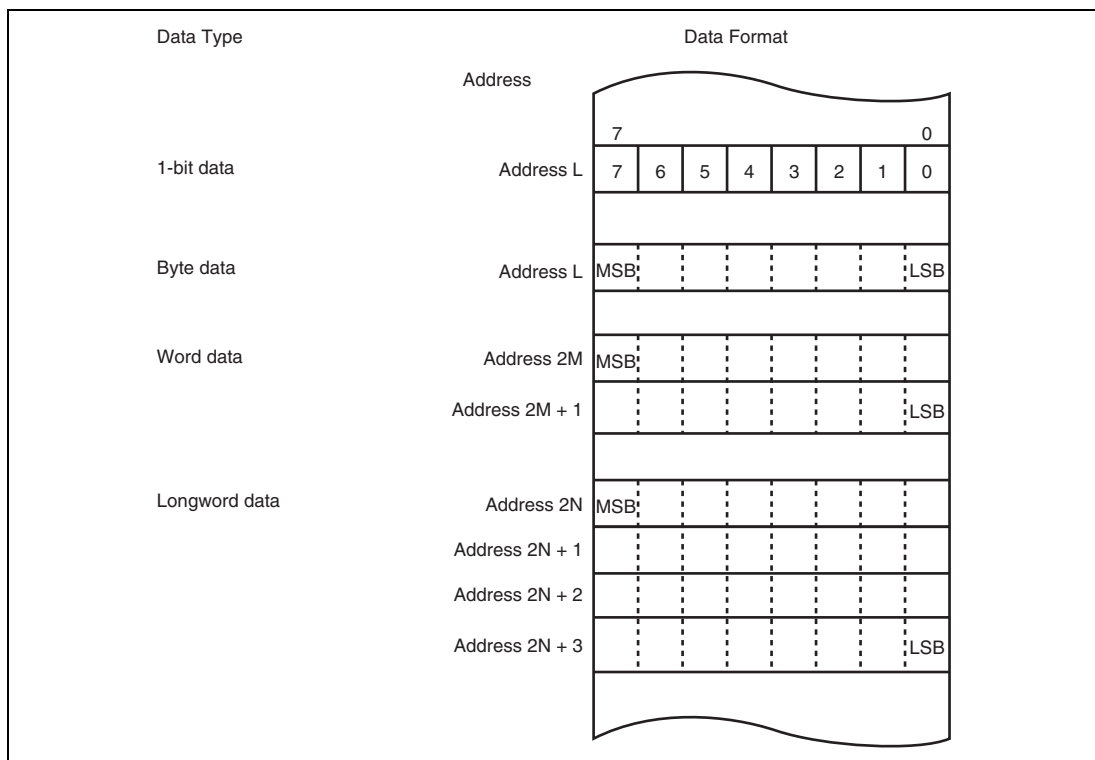 Data Type Data Format
Address
7 0
1-bit data Address L 7 6 5 4 3 2 1 0
Byte data Address L MSB LSB
Word data Address 2M MSB
Address 2M + 1 LSB
Longword data Address 2N MSB
Address 2N + 1
Address 2N + 2
Address 2N + 3 LSB